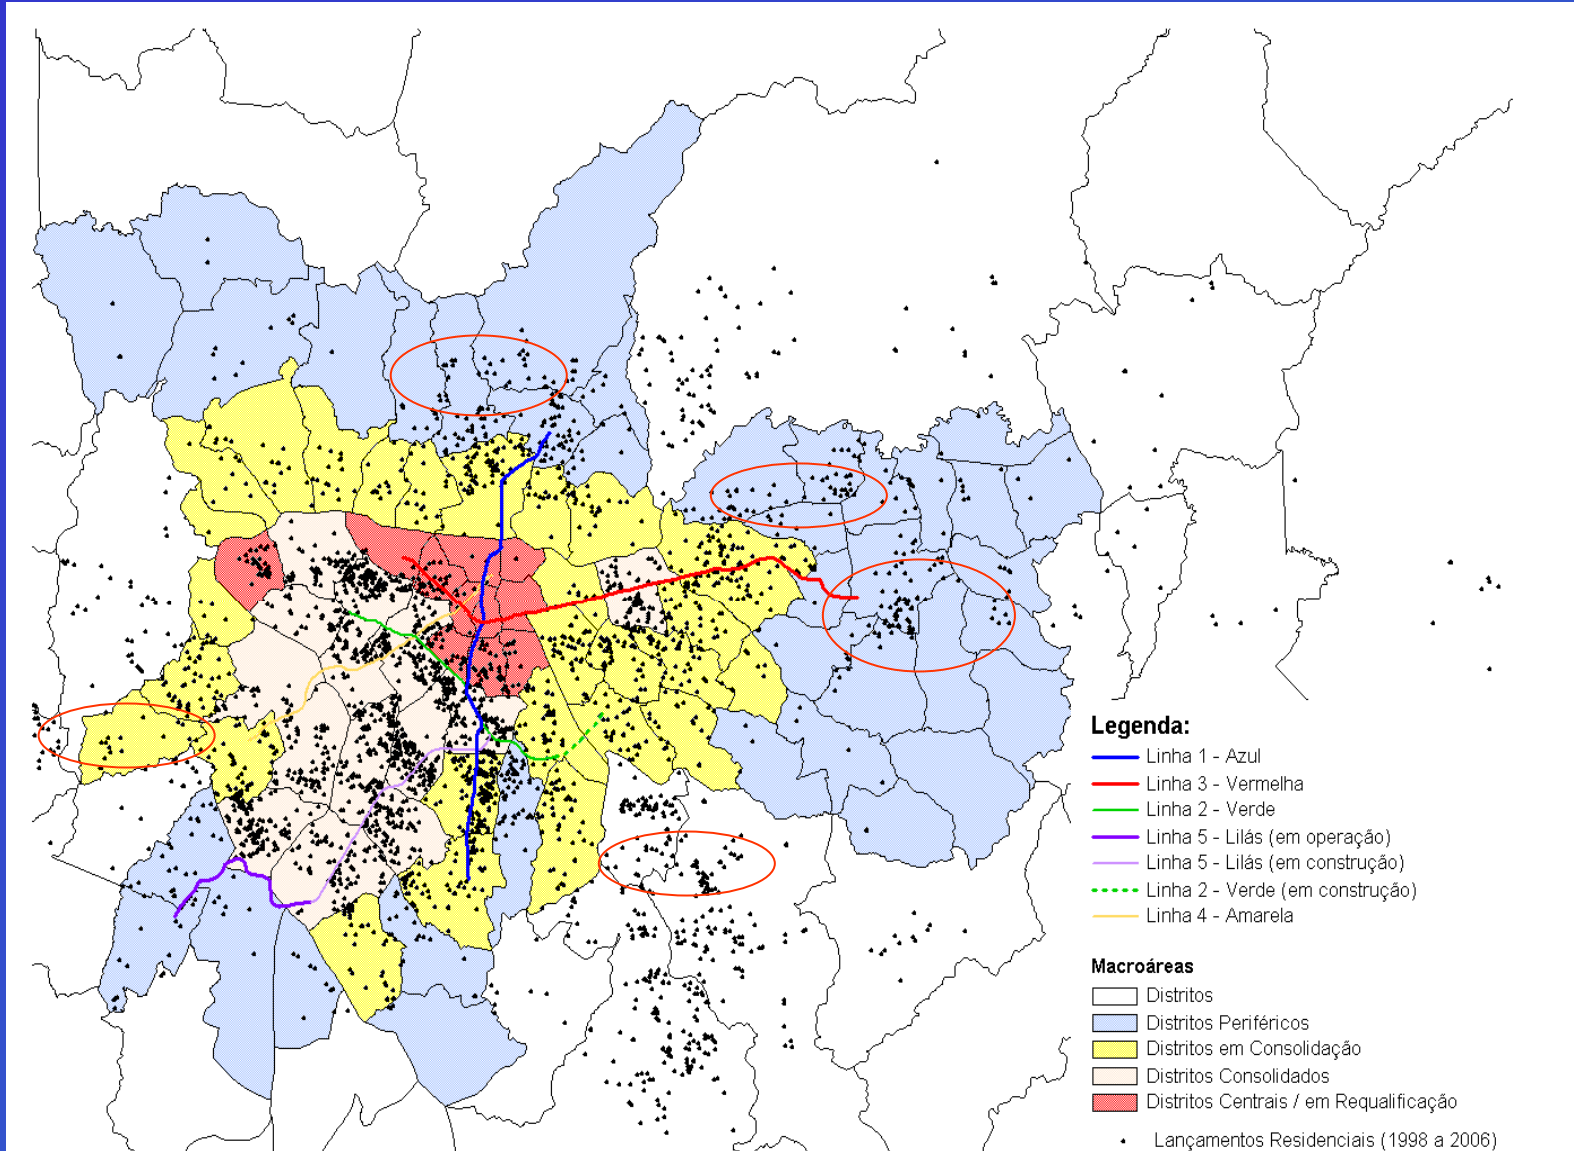 Legenda:
Linha 1 - Azul
Linha 3 - Vermelha
Linha 2 - Verde
Linha 5 - Lilás (em operação)
Linha 5 - Lilás (em construção)
Linha 2 - Verde (em construção)
Linha 4 - Amarela
Macroáreas
Distritos
Distritos Periféricos
Distritos em Consolidação
Distritos Consolidados
Distritos Centrais / em Requalificação
Lançamentos Residenciais (1998 a 2006)